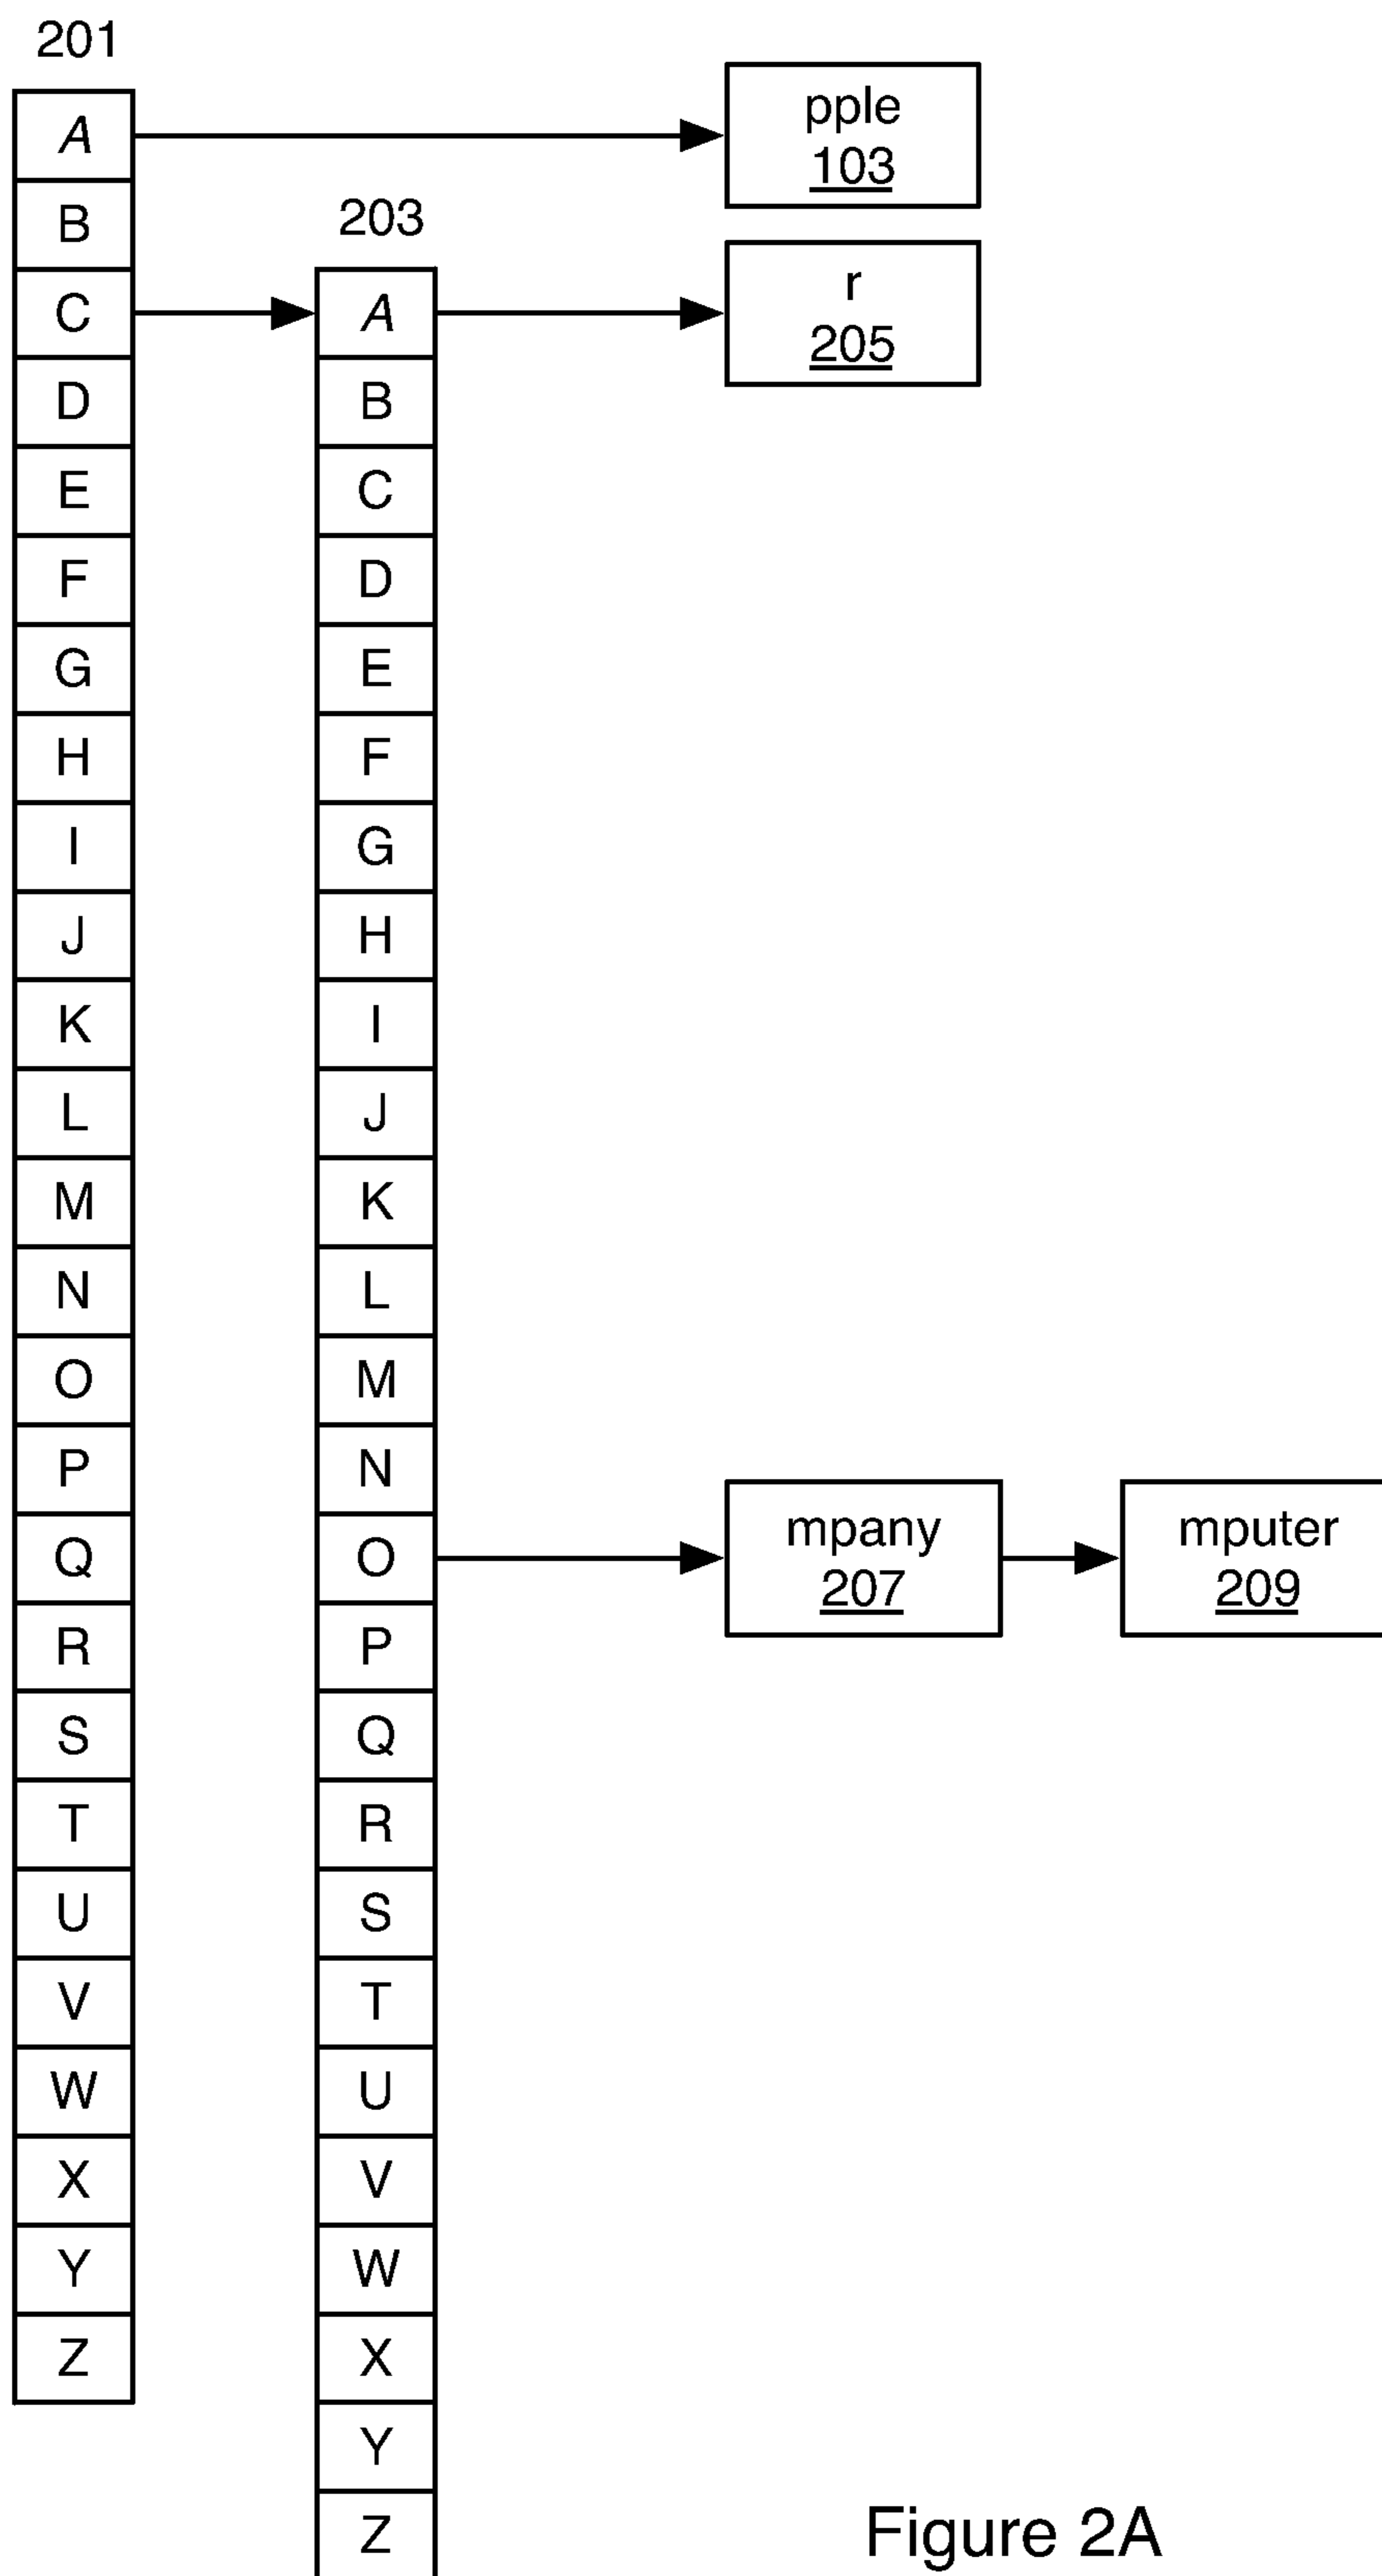 201
A
B
C
D
E
F
G
H
I
J
K
L
M
N
O
P
Q
R
S
T
U
V
W
X
Y
Z
203
A
B
C
D
E
F
G
H
I
J
K
L
M
N
O
P
Q
R
S
T
U
V
W
X
Y
Z
pple
103
r
205
mpany
207
mputer
209
Figure 2A